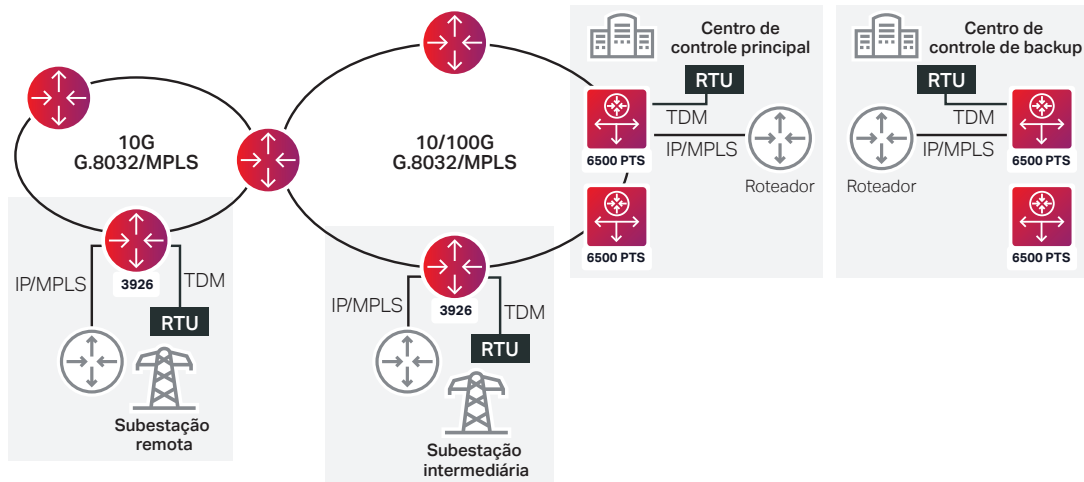 10G
G.8032/MPLS
10/100G
G.8032/MPLS
Centro de
controle principal
RTU
TDM
IP/MPLS
6500 PTS
Roteador
6500 PTS
Centro de
controle de backup
RTU
TDM
IP/MPLS
6500 PTS
Roteador
6500 PTS
IP/MPLS
3926
TDM
RTU
Subestação
remota
IP/MPLS
3926
TDM
RTU
Subestação
intermediária